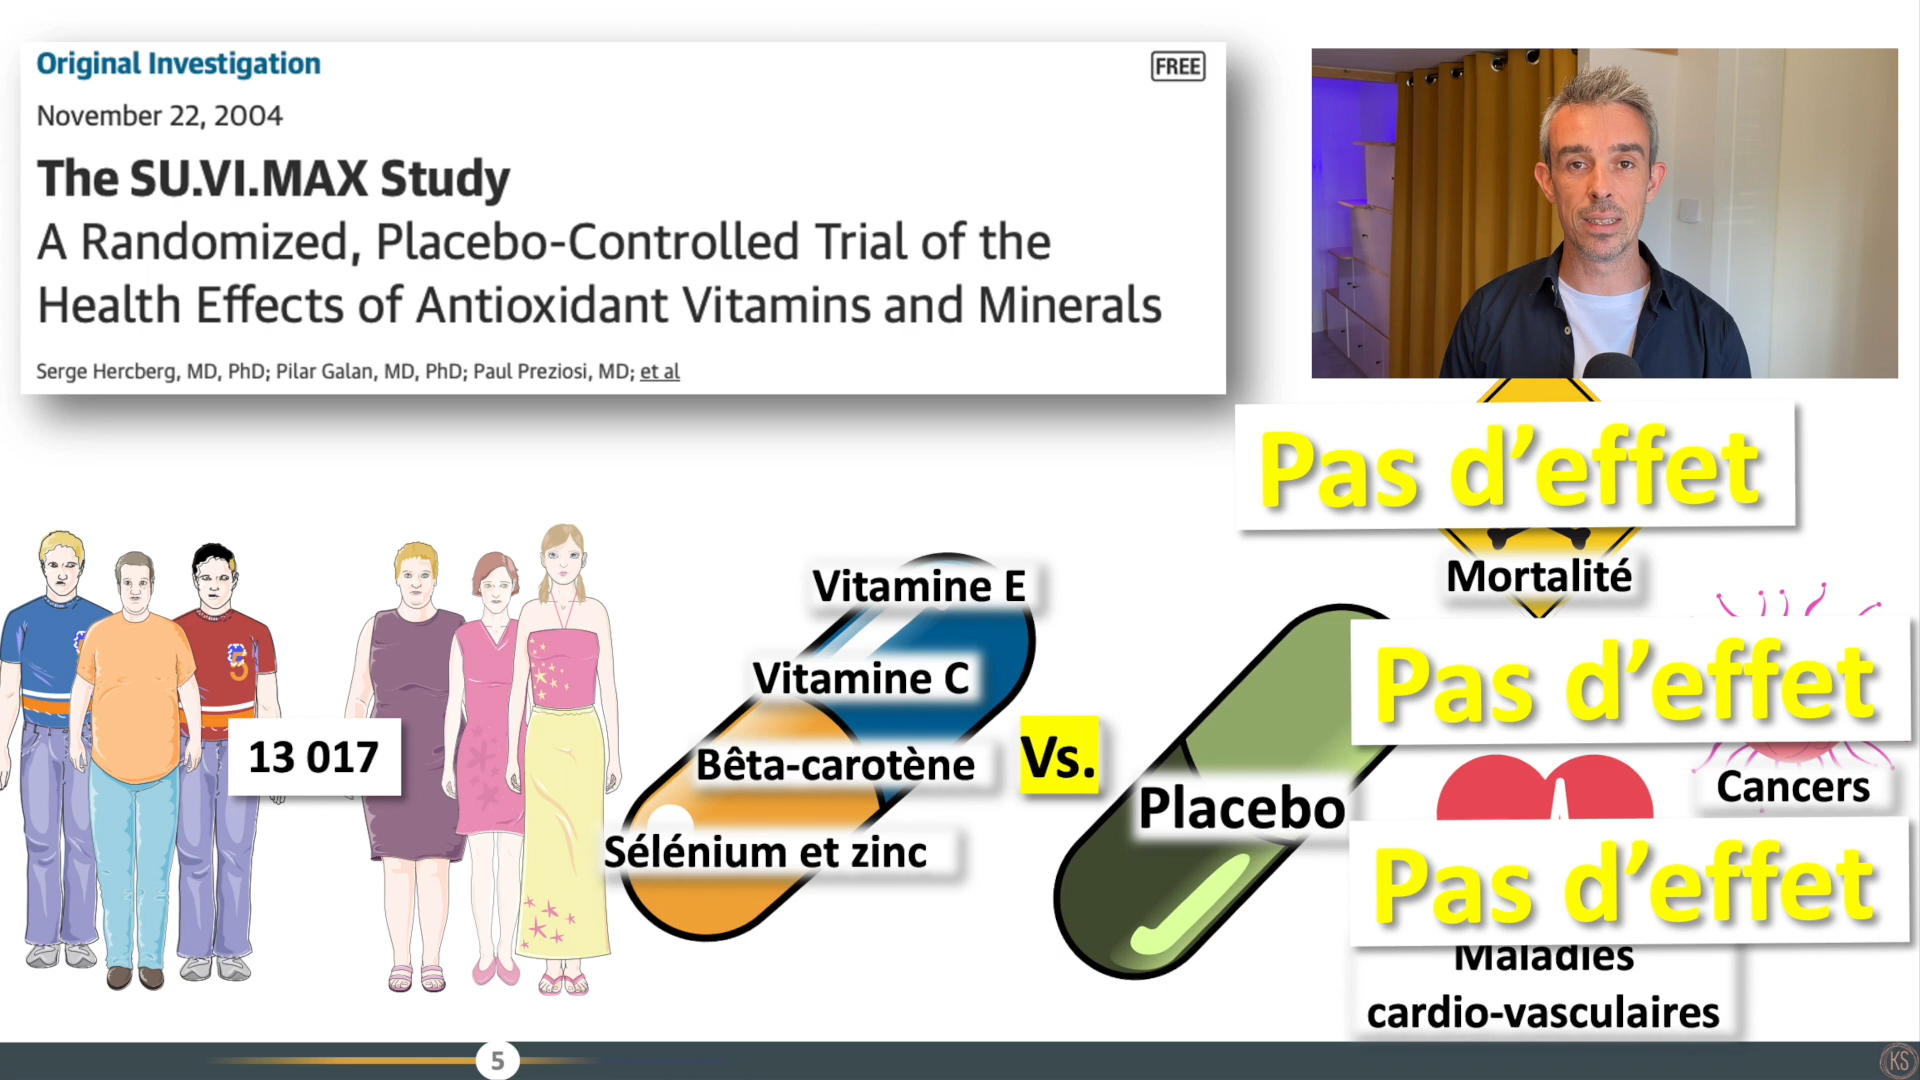 Original Investigation
FREE
November 22, 2004
The SU.VI.MAX Study
A Randomized, Placebo-Controlled Trial of the
Health Effects of Antioxidant Vitamins and Minerals
Serge Hercberg, MD, PhD; Pilar Galan, MD, PhD; Paul Preziosi, MD; et al
Pas d'effet
Mortalité
Vitamine E
Vitamine C
Bêta-carotène
Sélénium et zinc
13 017
5
Vs.
Placebo
Pas d'effet
Cancers
Pas d'effet
Maladies
cardio-vasculaires
5
KS